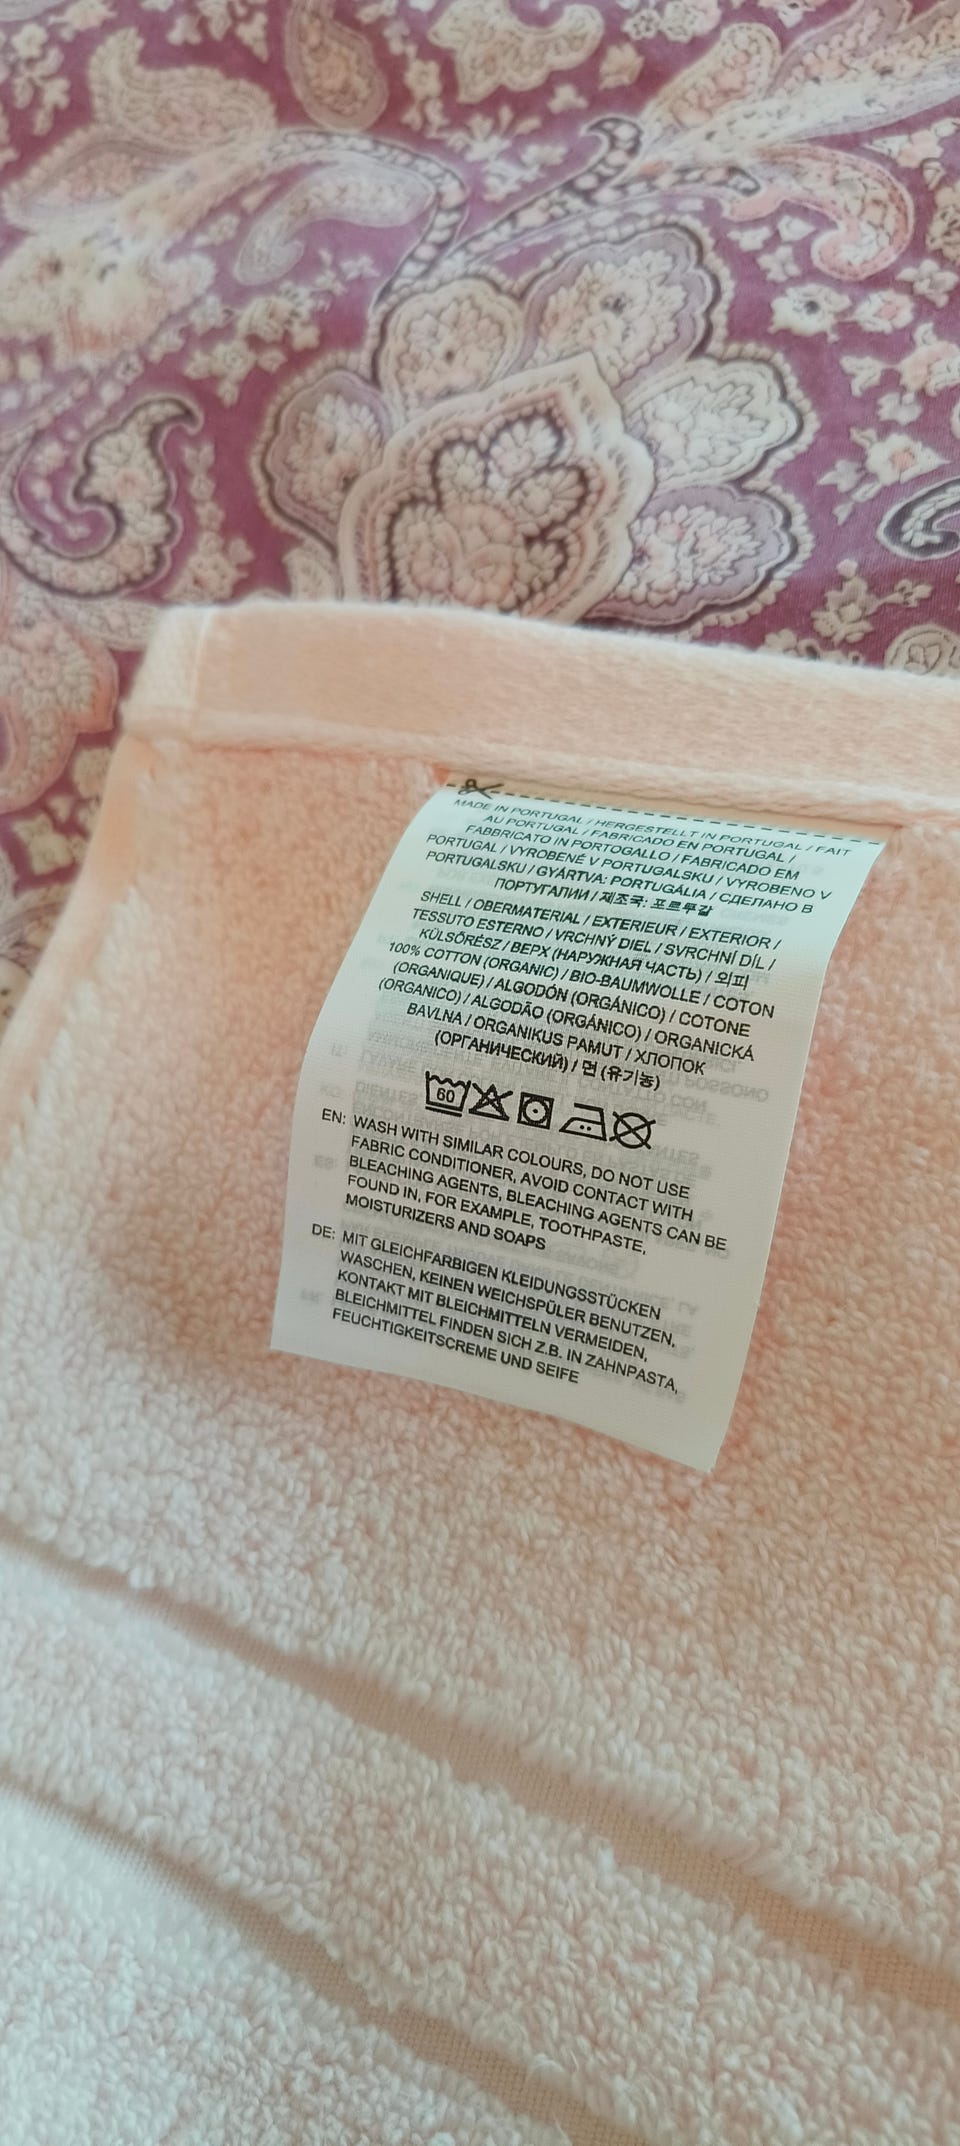 MADE IN PORTUGAL / HERGESTELLT IN PORTUGAL / FAIT
AU PORTUGAL / FABRICADO EN PORTUGAL /
FABBRICATO IN PORTOGALLO / FABRICADO EM
PORTUGAL / VYROBENÉ V PORTUGALSKU / VYROBENO V
PORTUGALSKU / GYÁRTVA: PORTUGÁLIA / СДЕЛАНО В
ПОРТУГАЛИИ / 제조국: 포르투갈
SHELL / OBERMATERIAL / EXTERIEUR / EXTERIOR /
TESSUTO ESTERNO / VRCHNÝ DIEL / SVRCHNÍ DÍL /
KÜLSŐRÉSZ / ВЕРХ (НАРУЖНАЯ ЧАСТЬ) / 외피
100% COTTON (ORGANIC) / BIO-BAUMWOLLE / COTON
(ORGANIQUE) / ALGODÓN (ORGÁNICO) / COTONE
(ORGANICO) / ALGODÃO (ORGÁNICO) / ORGANICKÁ
BAVLNA / ORGANIKUS PAMUT / ХЛОПОК
(ОРГАНИЧЕСКИЙ) / 면 (유기농)
60
EN: WASH WITH SIMILAR COLOURS, DO NOT USE
FABRIC CONDITIONER, AVOID CONTACT WITH
BLEACHING AGENTS, BLEACHING AGENTS CAN BE
FOUND IN, FOR EXAMPLE, TOOTHPASTE,
MOISTURIZERS AND SOAPS
DE: MIT GLEICHFARBIGEN KLEIDUNGSSTÜCKEN
WASCHEN, KEINEN WEICHSPÜLER BENUTZEN,
KONTAKT MIT BLEICHMITTELN VERMEIDEN,
BLEICHMITTEL FINDEN SICH Z.B. IN ZAHNPASTA,
FEUCHTIGKEITSCREME UND SEIFE